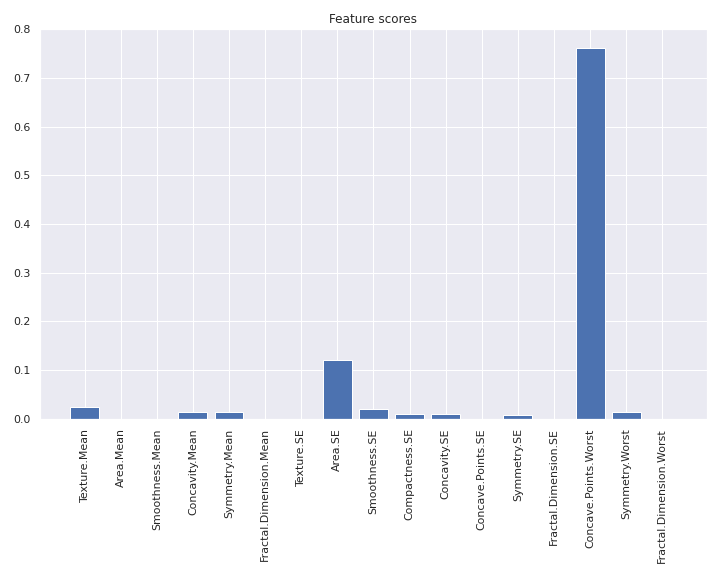 Feature scores
0.8
0.7
0.6
0.5
0.4
0.3
0.2
0.1
0.0
Texture.Mean
Area.Mean
Smoothness.Mean
Concavity.Mean
Symmetry.Mean
Fractal.Dimension.Mean
Texture.SE
Area.SE
Smoothness.SE
Compactness.SE
Concavity.SE
Concave.Points.SE
Symmetry.SE
Fractal.Dimension.SE
Concave.Points.Worst
Symmetry.Worst
Fractal.Dimension.Worst